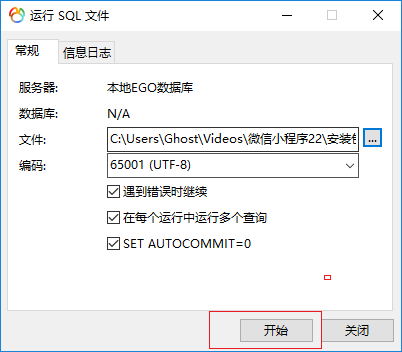 运行 SQL 文件
常规 信息日志
服务器: 本地EGO数据库
数据库: N/A
文件: C:\Users\Ghost\Videos\微信小程序22\安装包 ...
编码: 65001 (UTF-8)
遇到错误时继续
在每个运行中运行多个查询
SET AUTOCOMMIT=0
开始 关闭